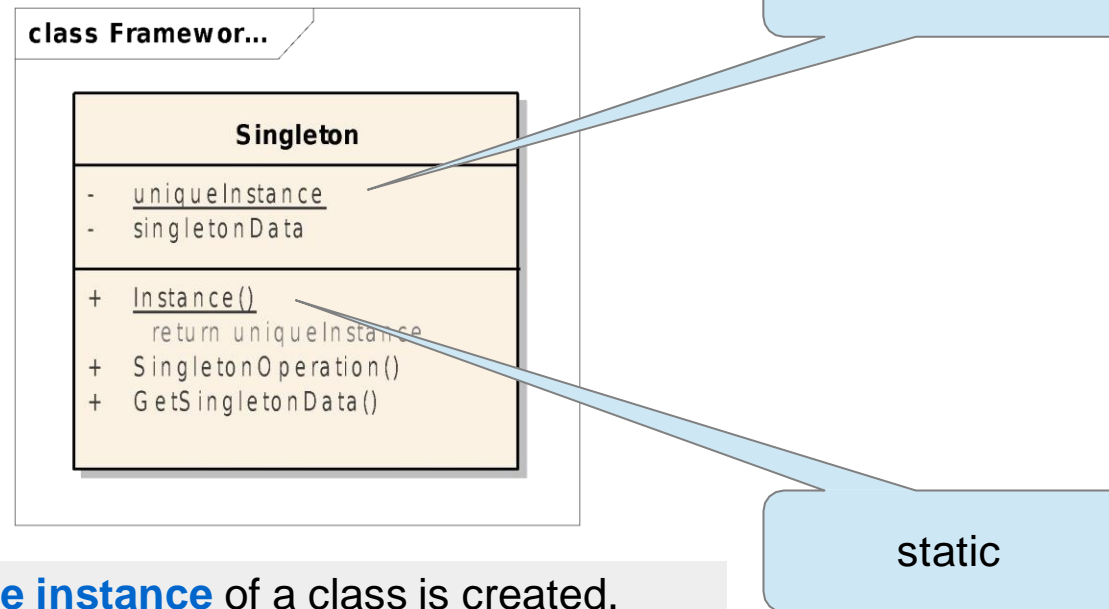 class Framewor...
Singleton
- uniqueInstance
- singletonData
+ Instance()
return uniqueInstance
+ SingletonOperation()
+ GetSingletonData()
static
e instance of a class is created.